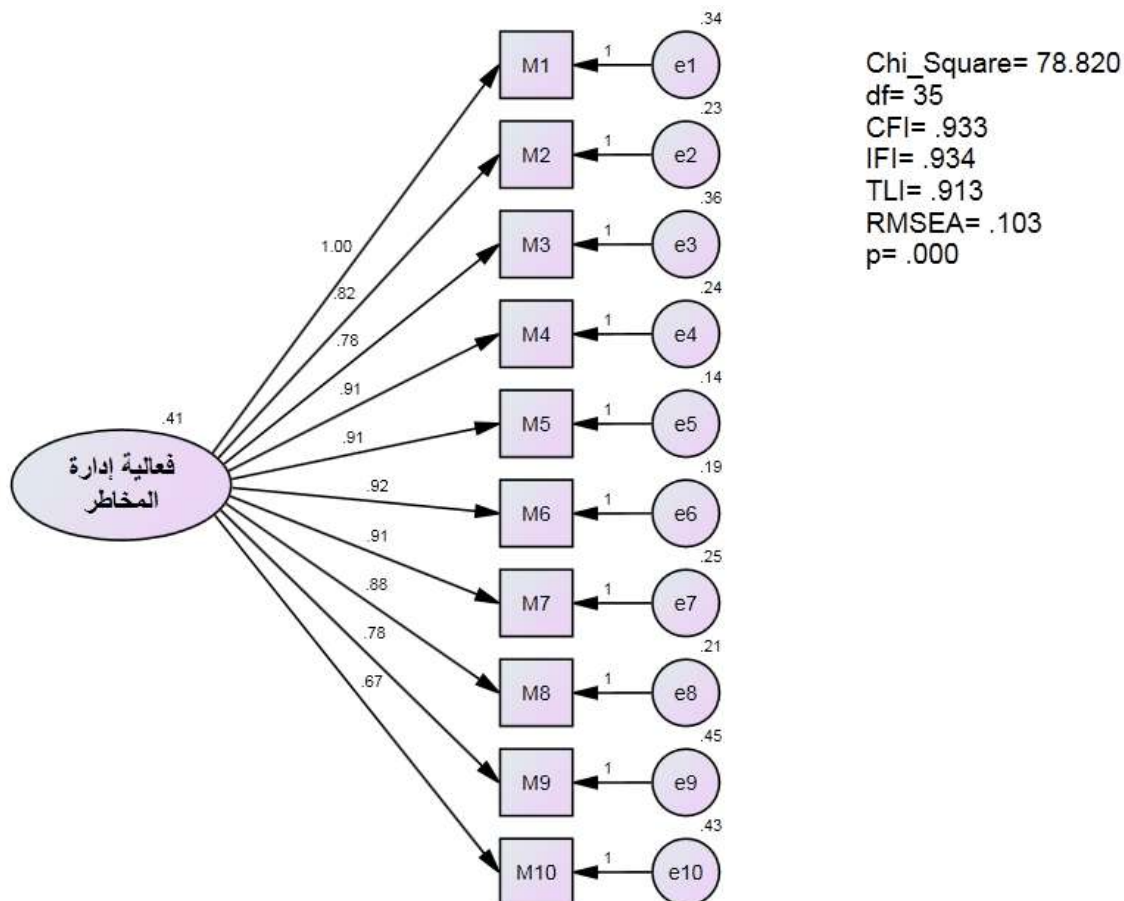 .34
M1
1
e1
.23
M2
1
e2
.36
M3
1
e3
.24
M4
1
e4
.14
M5
1
e5
.19
M6
1
e6
.25
M7
1
e7
.21
M8
1
e8
.45
M9
1
e9
.43
M10
1
e10
1.00
.82
.78
.91
.91
.92
.91
.88
.78
.67
.41
فعالية إدارة
المخاطر
Chi_Square= 78.820
df= 35
CFI= .933
IFI= .934
TLI= .913
RMSEA= .103
p= .000